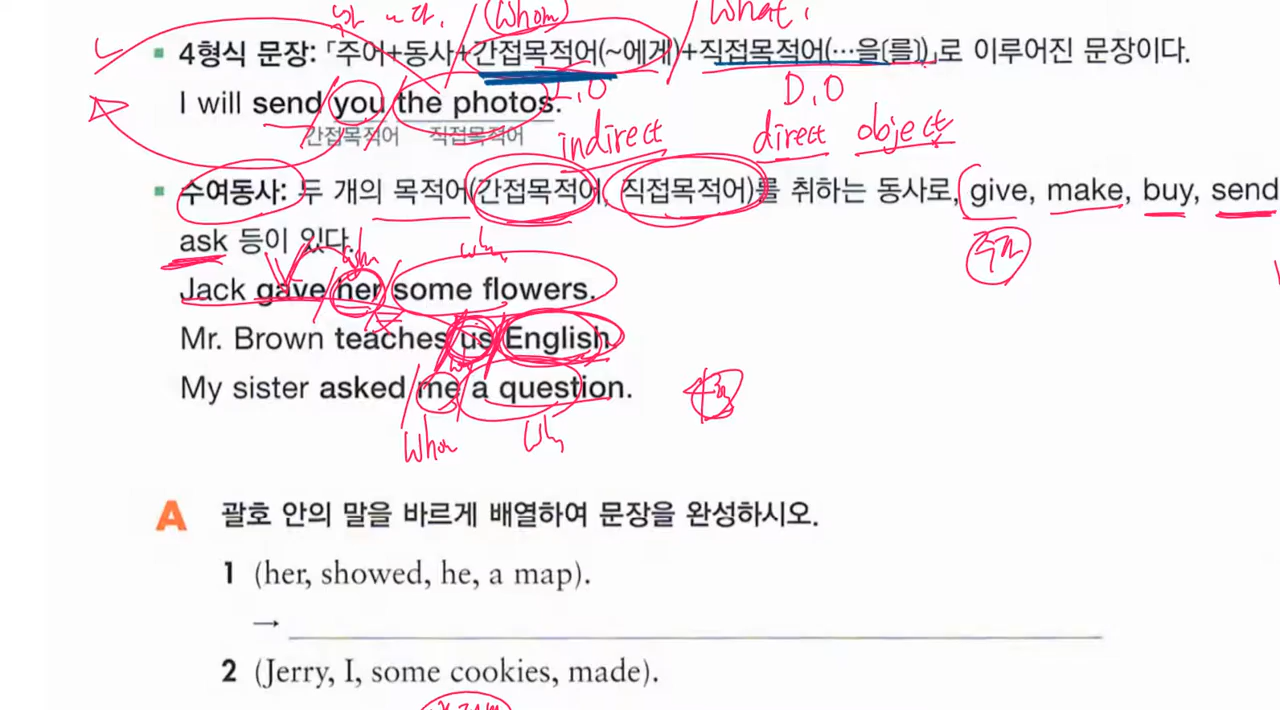 (Whom) What
4형식 문장: 「주어+동사+간접목적어(~에게)+직접목적어(…을(를))」로 이루어진 문장이다.
I.O D.O
I will send you the photos.
간접목적어 직접목적어
indirect direct object
수여동사: 두 개의 목적어(간접목적어, 직접목적어)를 취하는 동사로, give, make, buy, send
ask 등이 있다.
Jack gave her some flowers.
Mr. Brown teaches us English.
My sister asked me a question.
Whom
A 괄호 안의 말을 바르게 배열하여 문장을 완성하시오.
1 (her, showed, he, a map).
→
2 (Jerry, I, some cookies, made).